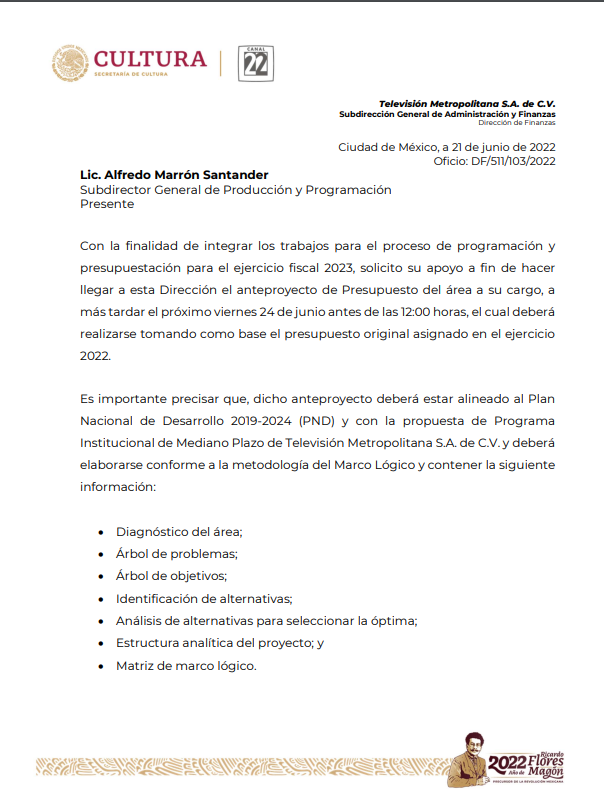 CULTURA
SECRETARÍA DE CULTURA
CANAL
22
Televisión Metropolitana S.A. de C.V.
Subdirección General de Administración y Finanzas
Dirección de Finanzas
Ciudad de México, a 21 de junio de 2022
Oficio: DF/511/103/2022
Lic. Alfredo Marrón Santander
Subdirector General de Producción y Programación
Presente
Con la finalidad de integrar los trabajos para el proceso de programación y
presupuestación para el ejercicio fiscal 2023, solicito su apoyo a fin de hacer
llegar a esta Dirección el anteproyecto de Presupuesto del área a su cargo, a
más tardar el próximo viernes 24 de junio antes de las 12:00 horas, el cual deberá
realizarse tomando como base el presupuesto original asignado en el ejercicio
2022.
Es importante precisar que, dicho anteproyecto deberá estar alineado al Plan
Nacional de Desarrollo 2019-2024 (PND) y con la propuesta de Programa
Institucional de Mediano Plazo de Televisión Metropolitana S.A. de C.V. y deberá
elaborarse conforme a la metodología del Marco Lógico y contener la siguiente
información:
• Diagnóstico del área;
• Árbol de problemas;
• Árbol de objetivos;
• Identificación de alternativas;
• Análisis de alternativas para seleccionar la óptima;
• Estructura analítica del proyecto; y
• Matriz de marco lógico.
2022 Ricardo
Flores
Año de Magón
PRECURSOR DE LA REVOLUCIÓN MEXICANA